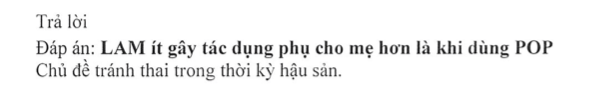 Trả lời
Đáp án: LAM ít gây tác dụng phụ cho mẹ hơn là khi dùng POP
Chủ đề tránh thai trong thời kỳ hậu sản.